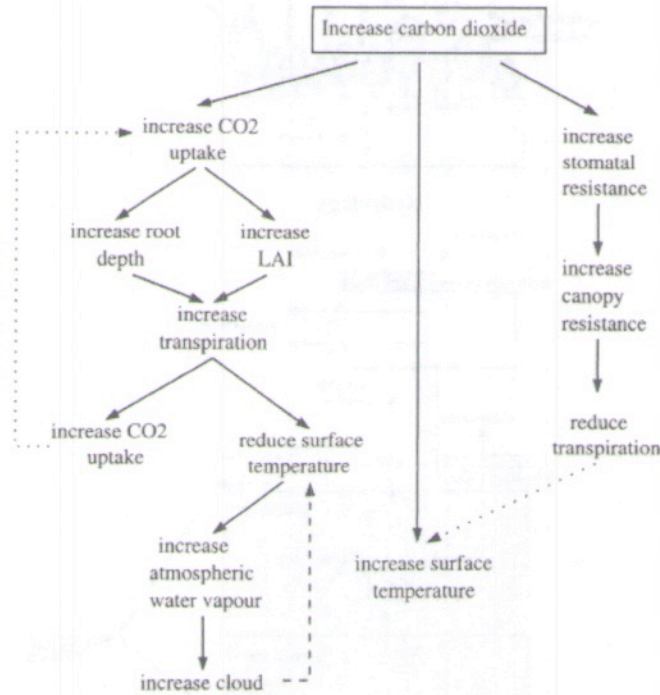 Increase carbon dioxide
increase CO2
uptake
increase
stomatal
resistance
increase root
depth
increase
LAI
increase
canopy
resistance
increase
transpiration
increase CO2
uptake
reduce surface
temperature
reduce
transpiration
increase
atmospheric
water vapour
increase surface
temperature
increase cloud